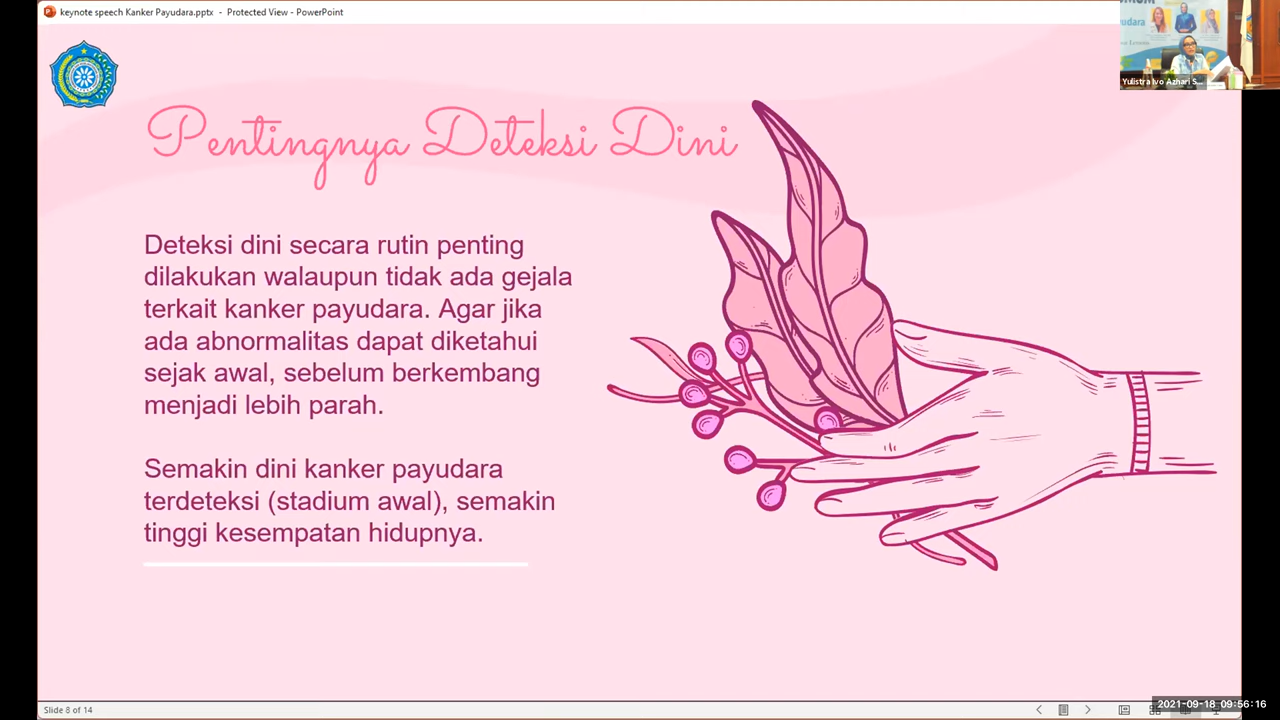 keynote speech Kanker Payudara.pptx - Protected View - PowerPoint
Yulistra Ivo Azhari S...
Pentingnya Deteksi Dini
Deteksi dini secara rutin penting
dilakukan walaupun tidak ada gejala
terkait kanker payudara. Agar jika
ada abnormalitas dapat diketahui
sejak awal, sebelum berkembang
menjadi lebih parah.
Semakin dini kanker payudara
terdeteksi (stadium awal), semakin
tinggi kesempatan hidupnya.
Slide 8 of 14
2021-09-18 09:56:16